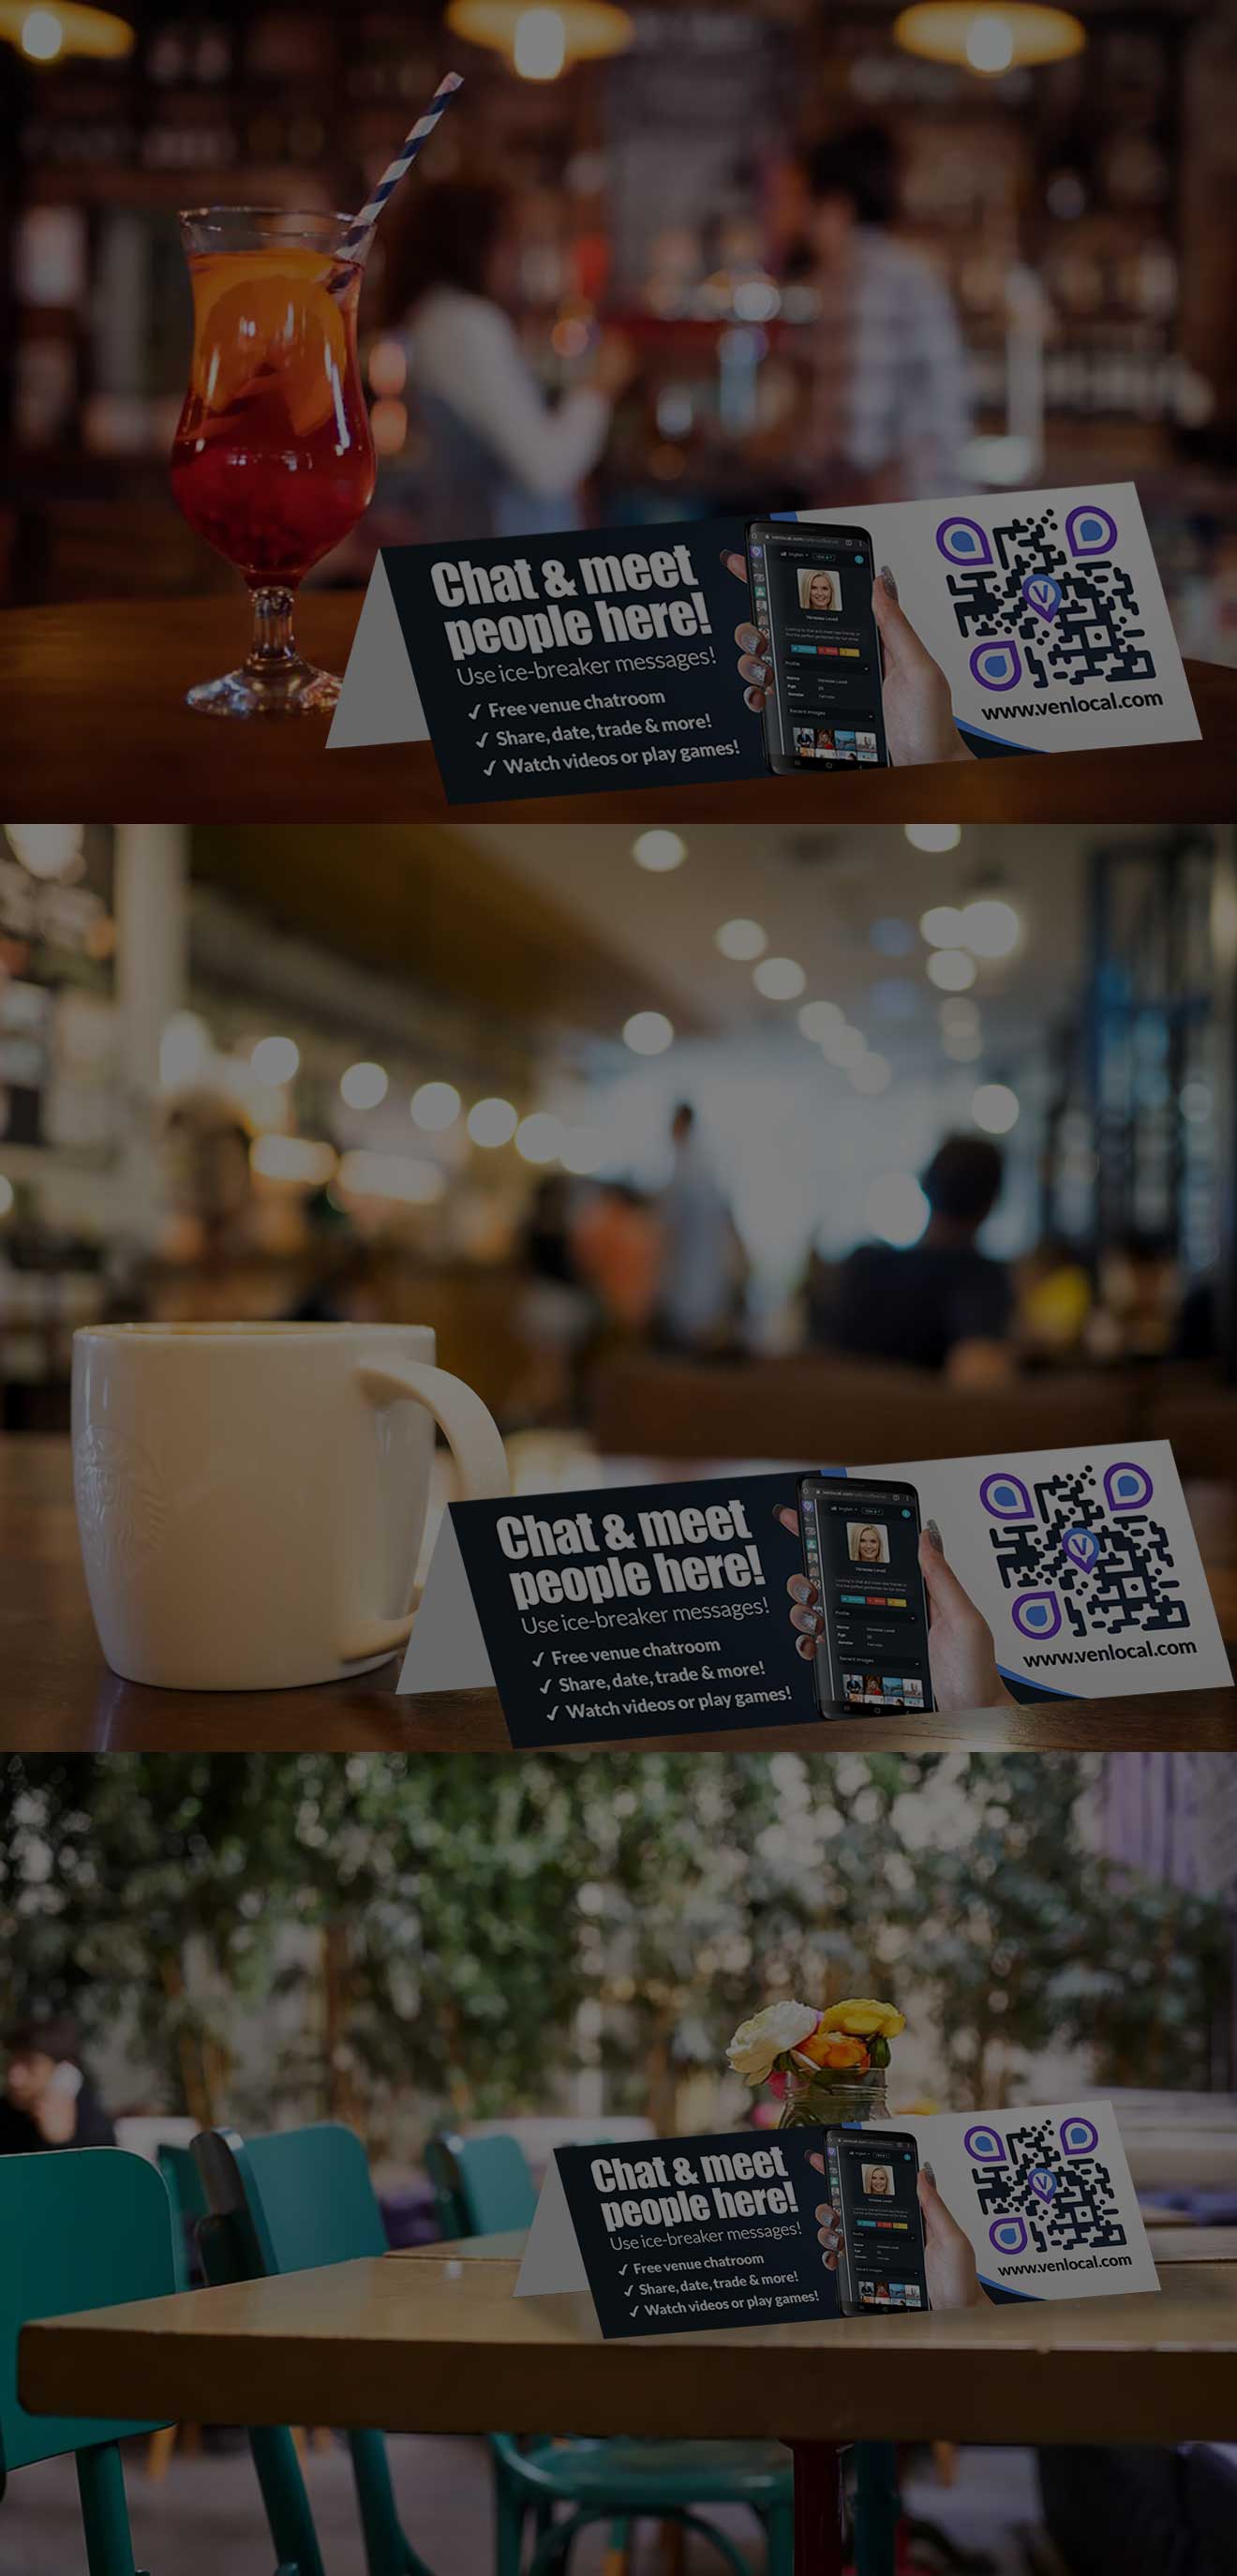 Chat & meet
people here!
Use ice-breaker messages!
✓ Free venue chatroom
✓ Share, date, trade & more!
✓ Watch videos or play games!
V
www.venlocal.com
Chat & meet
people here!
Use ice-breaker messages!
✓ Free venue chatroom
✓ Share, date, trade & more!
✓ Watch videos or play games!
V
www.venlocal.com
Chat & meet
people here!
Use ice-breaker messages!
✓ Free venue chatroom
✓ Share, date, trade & more!
✓ Watch videos or play games!
V
www.venlocal.com